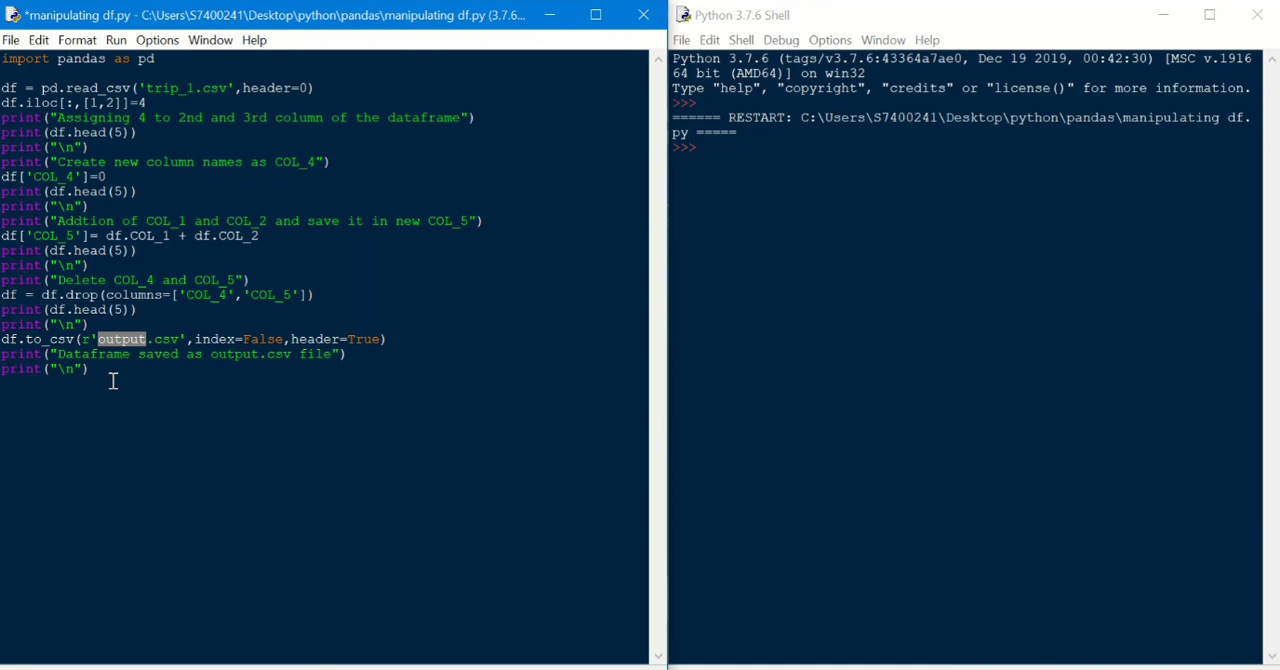 *manipulating df.py - C:\Users\S7400241\Desktop\python\pandas\manipulating df.py (3.7.6...
File Edit Format Run Options Window Help
import pandas as pd
df = pd.read_csv('trip_1.csv',header=0)
df.iloc[:,[1,2]]=4
print("Assigning 4 to 2nd and 3rd column of the dataframe")
print(df.head(5))
print("\n")
print("Create new column names as COL_4")
df['COL_4']=0
print(df.head(5))
print("\n")
print("Addtion of COL_1 and COL_2 and save it in new COL_5")
df['COL_5']= df.COL_1 + df.COL_2
print(df.head(5))
print("\n")
print("Delete COL_4 and COL_5")
df = df.drop(columns=['COL_4','COL_5'])
print(df.head(5))
print("\n")
df.to_csv(r'output.csv',index=False,header=True)
print("Dataframe saved as output.csv file")
print("\n")
Python 3.7.6 Shell
File Edit Shell Debug Options Window Help
Python 3.7.6 (tags/v3.7.6:43364a7ae0, Dec 19 2019, 00:42:30) [MSC v.1916
64 bit (AMD64)] on win32
Type "help", "copyright", "credits" or "license()" for more information.
>>>
====== RESTART: C:\Users\S7400241\Desktop\python\pandas\manipulating df.
py =====
>>>